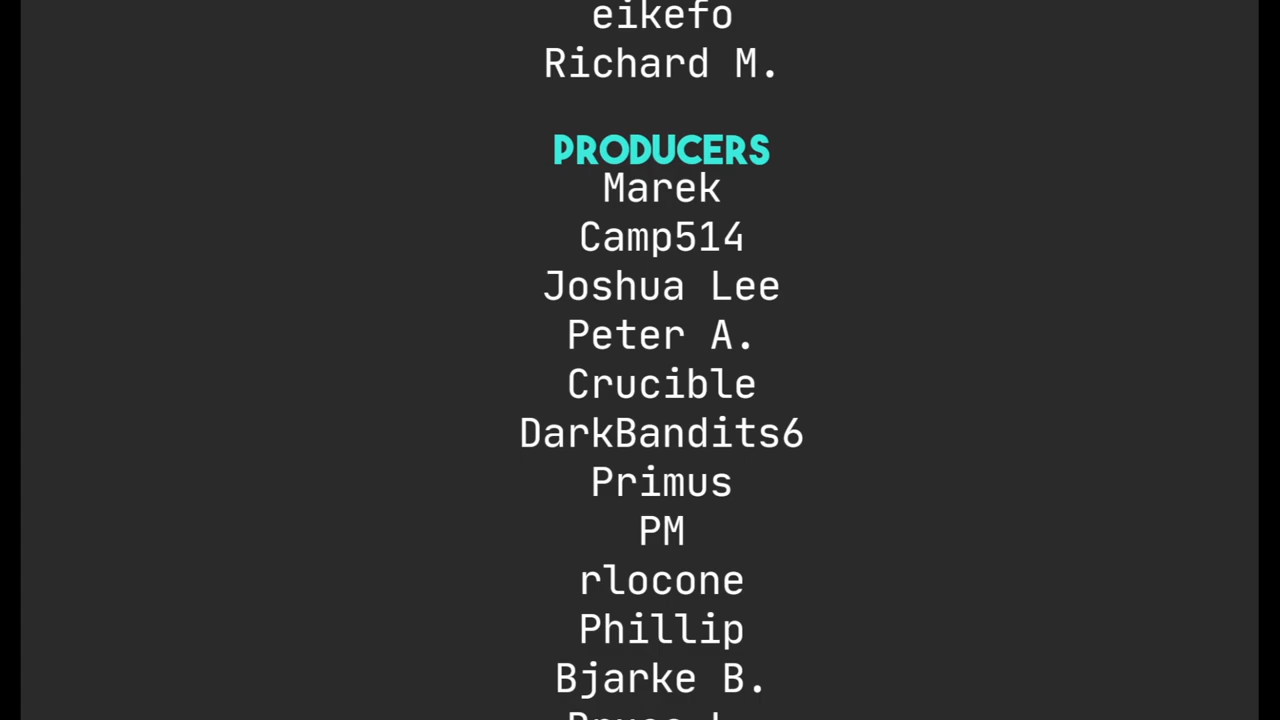 eikefo
Richard M.
PRODUCERS
Marek
Camp514
Joshua Lee
Peter A.
Crucible
DarkBandits6
Primus
PM
rlocone
Phillip
Bjarke B.